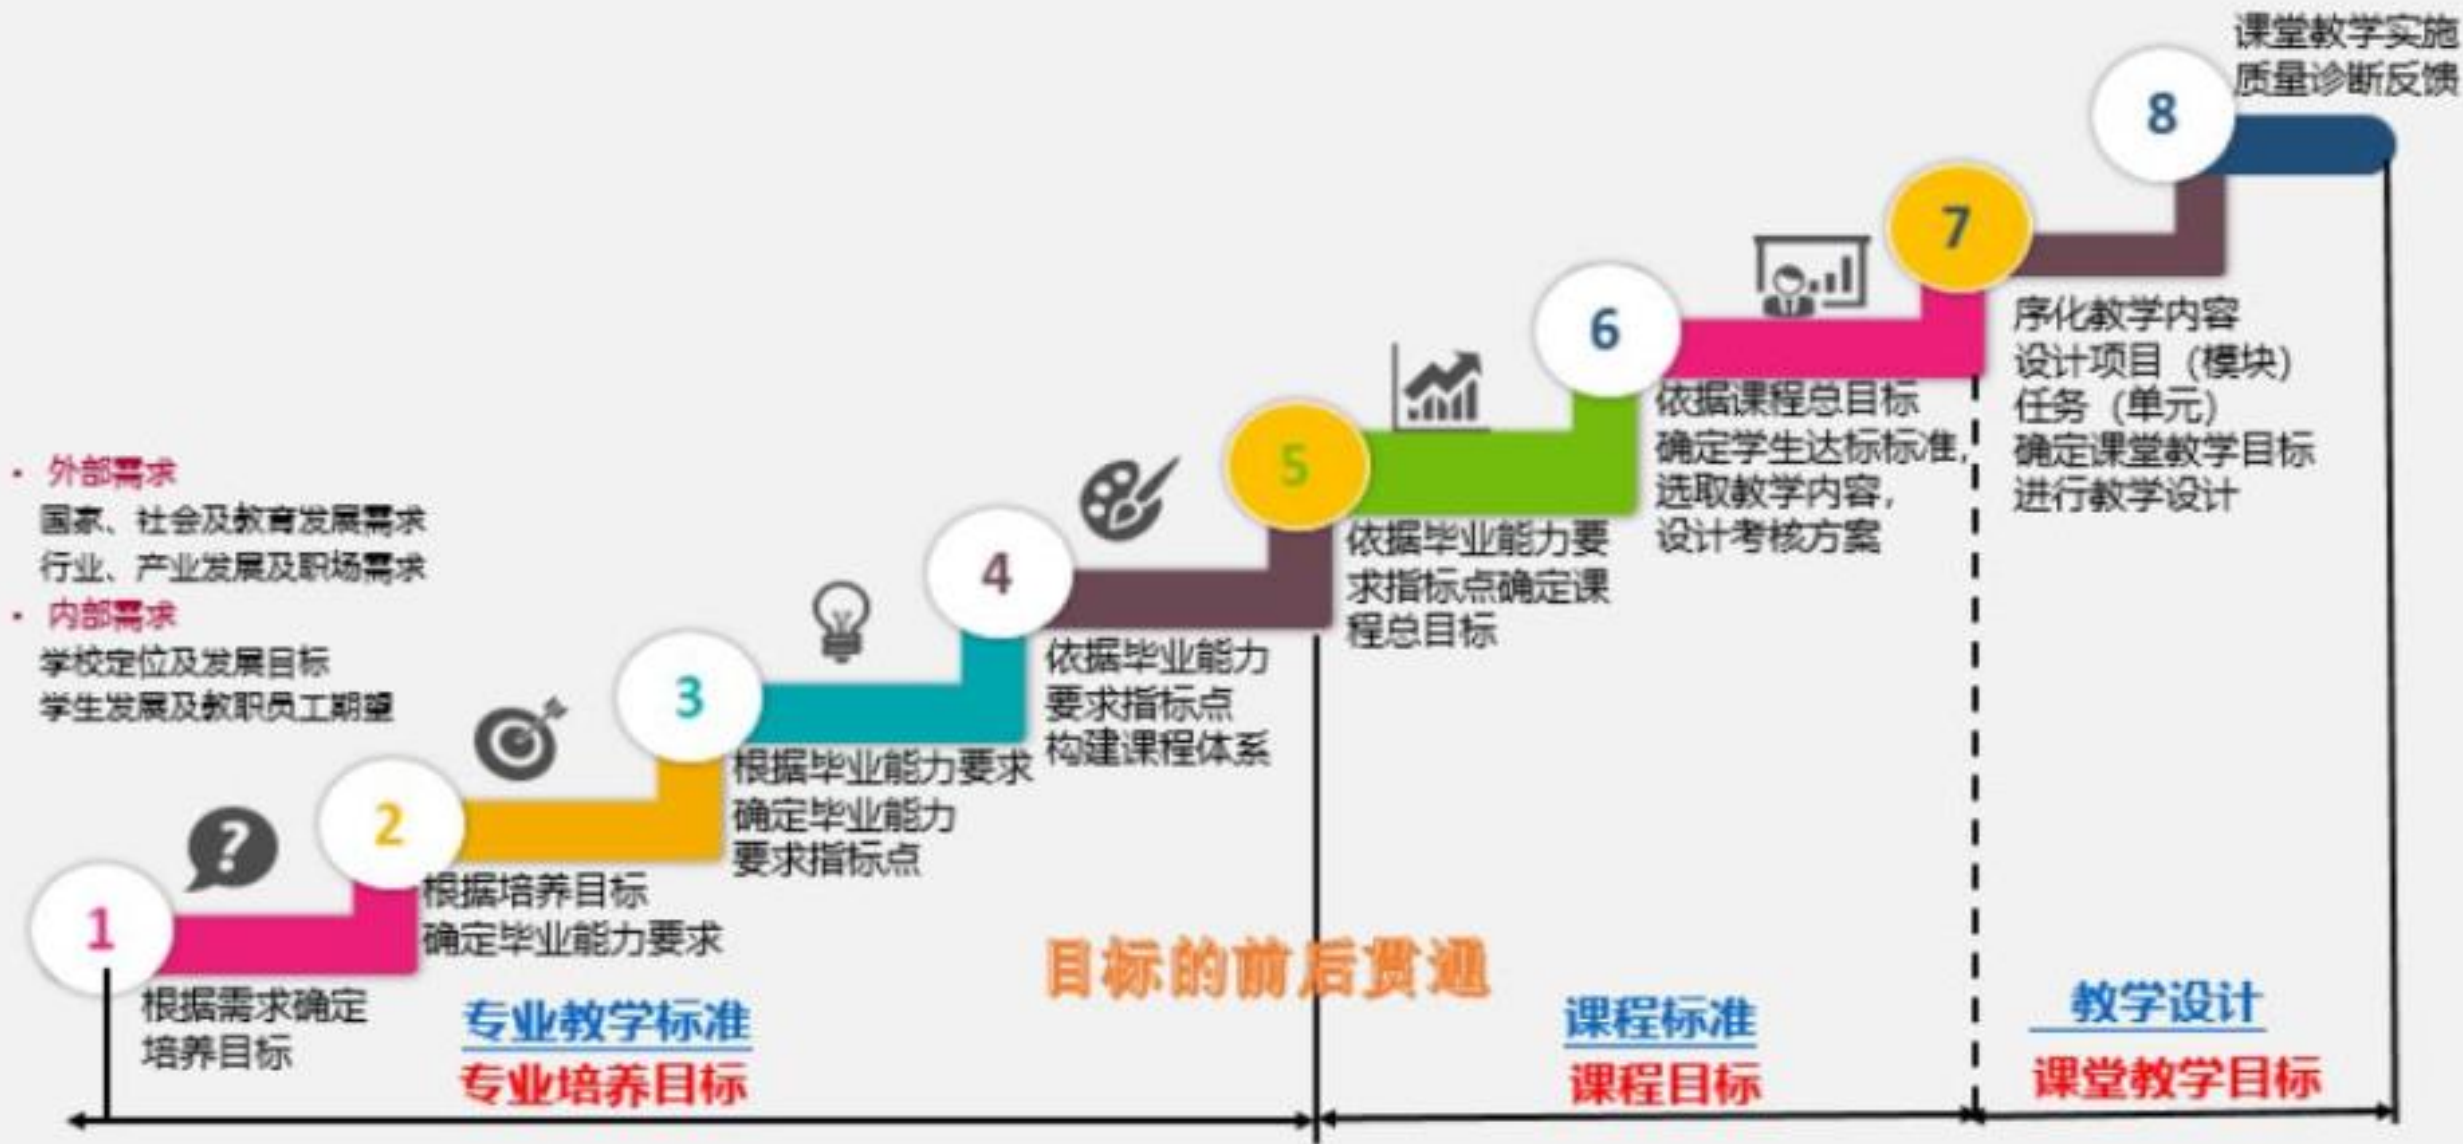 • 外部需求
国家、社会及教育发展需求
行业、产业发展及职场需求
• 内部需求
学校定位及发展目标
学生发展及教职员工期望
1
根据需求确定
培养目标
2
根据培养目标
确定毕业能力要求
3
根据毕业能力要求
确定毕业能力
要求指标点
4
依据毕业能力
要求指标点
构建课程体系
5
依据毕业能力要
求指标点确定课
程总目标
6
依据课程总目标
确定学生达标标准,
选取教学内容,
设计考核方案
7
序化教学内容
设计项目（模块）
任务（单元）
确定课堂教学目标
进行教学设计
8
课堂教学实施
质量诊断反馈
?
目标的前后贯通
专业教学标准
专业培养目标
课程标准
课程目标
教学设计
课堂教学目标